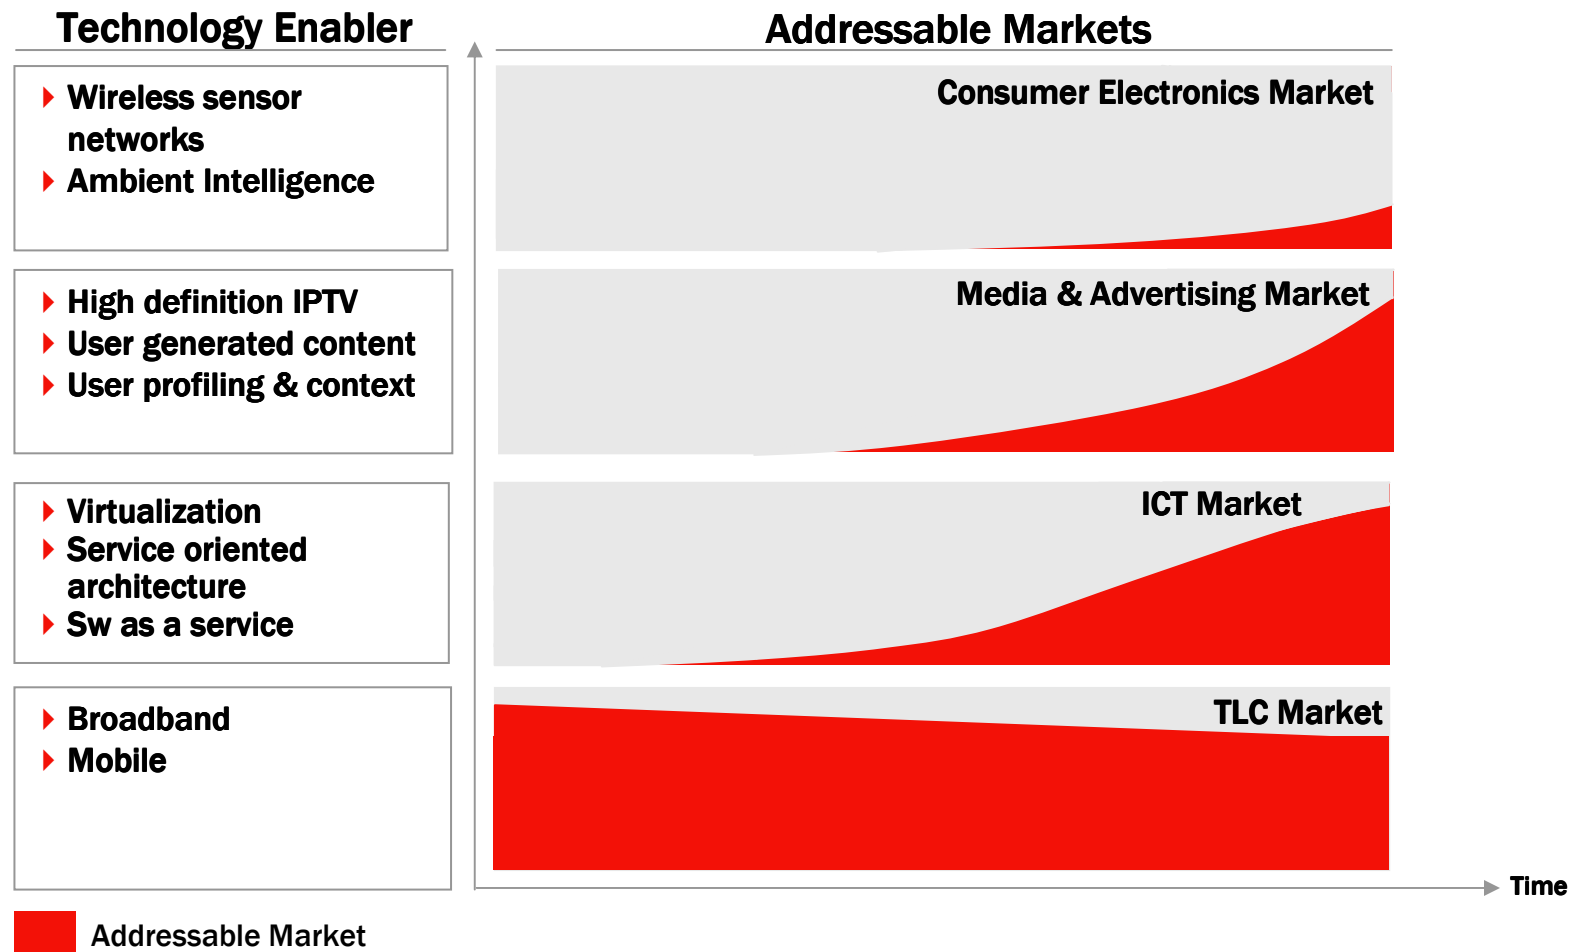 Technology Enabler
Addressable Markets
Wireless sensor
networks
Ambient Intelligence
Consumer Electronics Market
High definition IPTV
User generated content
User profiling & context
Media & Advertising Market
Virtualization
Service oriented
architecture
Sw as a service
ICT Market
Broadband
Mobile
TLC Market
Time
Addressable Market